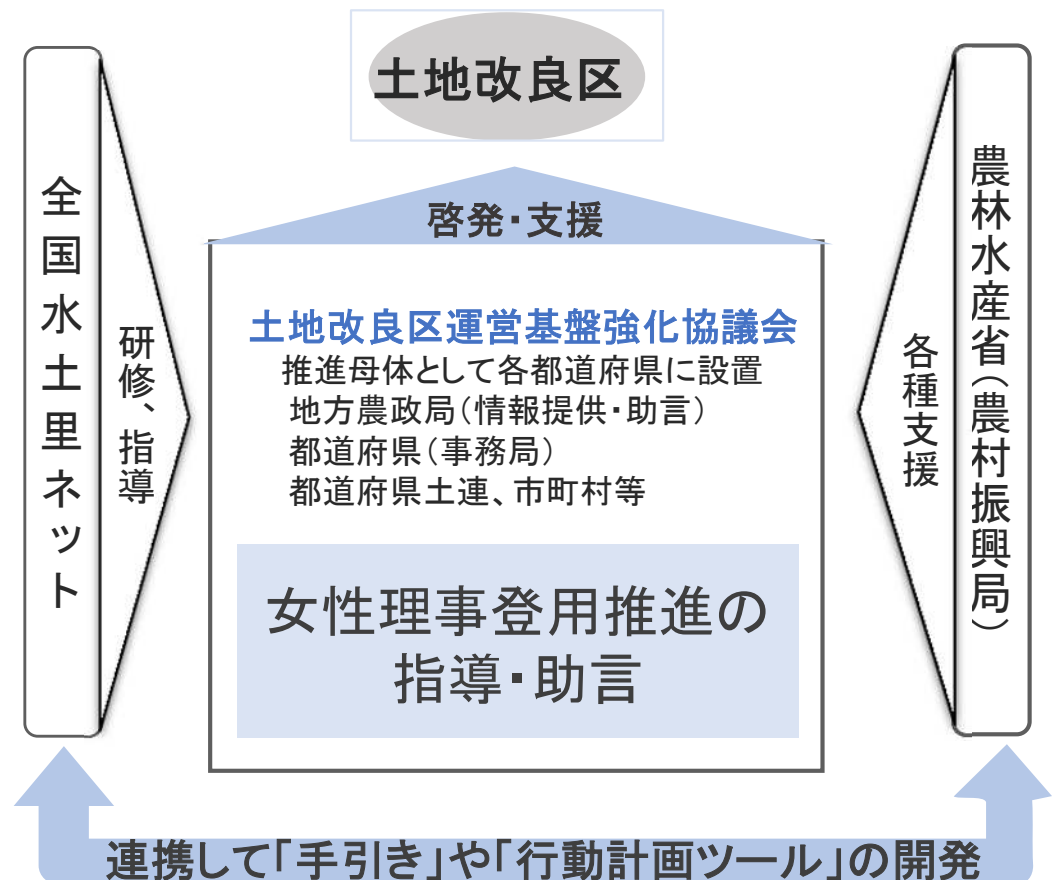 土地改良区
啓発・支援
全国水土里ネット
研修、指導
土地改良区運営基盤強化協議会
推進母体として各都道府県に設置
地方農政局(情報提供・助言)
都道府県(事務局)
都道府県土連、市町村等
女性理事登用推進の
指導・助言
各種支援
農林水産省(農村振興局)
連携して「手引き」や「行動計画ツール」の開発